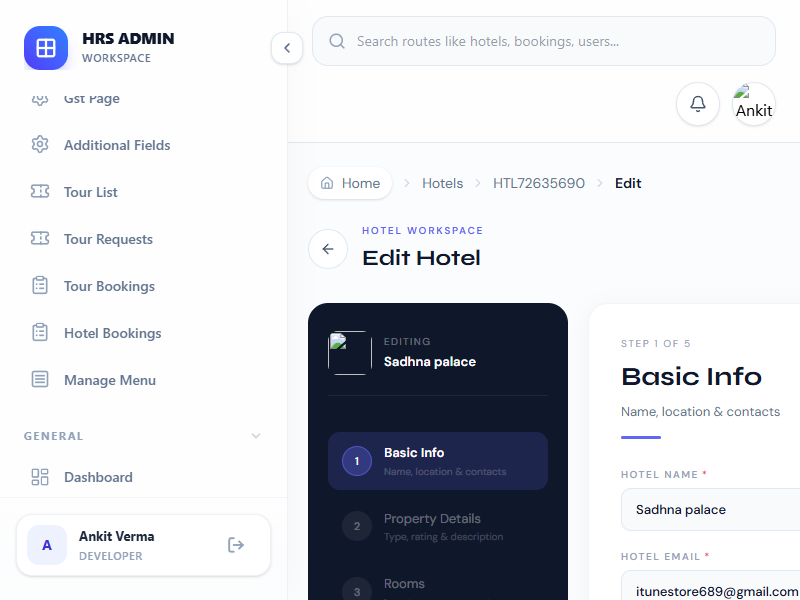 HRS ADMIN
WORKSPACE
Gst Page
Additional Fields
Tour List
Tour Requests
Tour Bookings
Hotel Bookings
Manage Menu
GENERAL
Dashboard
A
Ankit Verma
DEVELOPER
Search routes like hotels, bookings, users...
Ankit
Home
Hotels
HTL72635690
Edit
HOTEL WORKSPACE
Edit Hotel
EDITING
Sadhna palace
1
Basic Info
Name, location & contacts
2
Property Details
Type, rating & description
3
Rooms
STEP 1 OF 5
Basic Info
Name, location & contacts
HOTEL NAME *
Sadhna palace
HOTEL EMAIL *
itunestore689@gmail.com